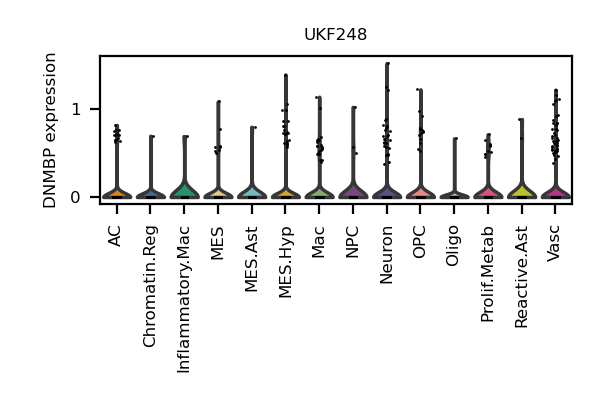 UKF248
DNMBP expression
1
0
AC
Chromatin.Reg
Inflammatory.Mac
MES
MES.Ast
MES.Hyp
Mac
NPC
Neuron
OPC
Oligo
Prolif.Metab
Reactive.Ast
Vasc